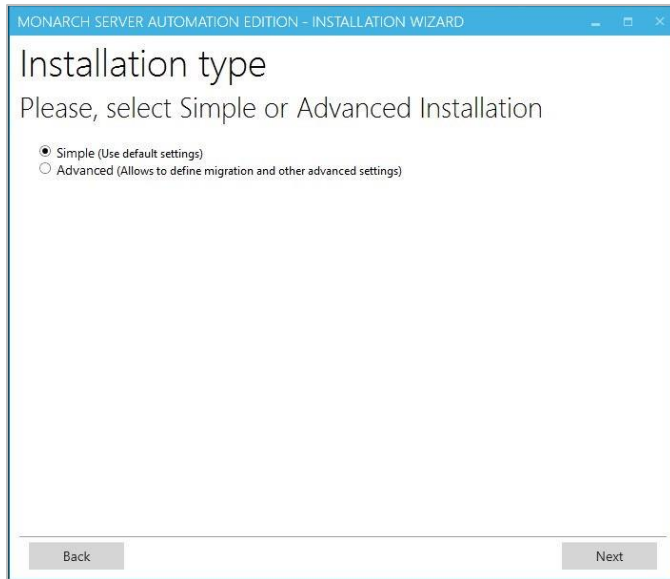 MONARCH SERVER AUTOMATION EDITION - INSTALLATION WIZARD
Installation type
Please, select Simple or Advanced Installation
Simple (Use default settings)
Advanced (Allows to define migration and other advanced settings)
Back Next